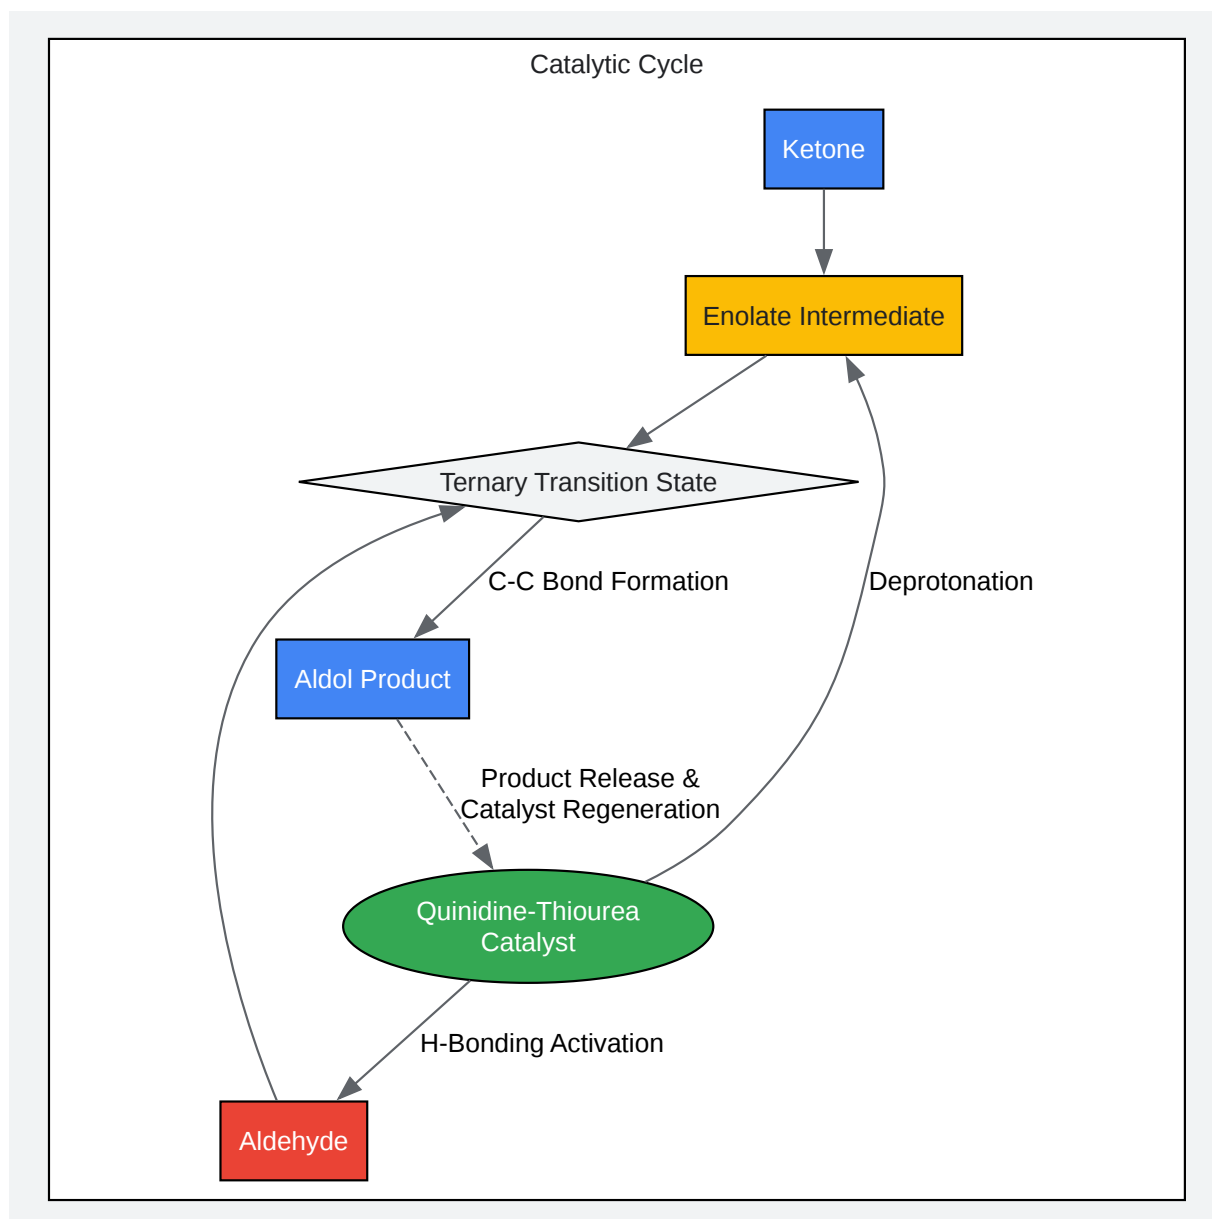 Catalytic Cycle
Ketone
Enolate Intermediate
Ternary Transition State
C-C Bond Formation
Deprotonation
Aldol Product
Product Release &
Catalyst Regeneration
Quinidine-Thiourea
Catalyst
H-Bonding Activation
Aldehyde